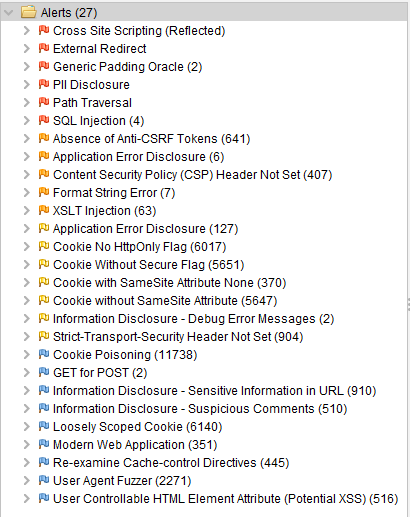 Alerts (27)
Cross Site Scripting (Reflected)
External Redirect
Generic Padding Oracle (2)
PII Disclosure
Path Traversal
SQL Injection (4)
Absence of Anti-CSRF Tokens (641)
Application Error Disclosure (6)
Content Security Policy (CSP) Header Not Set (407)
Format String Error (7)
XSLT Injection (63)
Application Error Disclosure (127)
Cookie No HttpOnly Flag (6017)
Cookie Without Secure Flag (5651)
Cookie with SameSite Attribute None (370)
Cookie without SameSite Attribute (5647)
Information Disclosure - Debug Error Messages (2)
Strict-Transport-Security Header Not Set (904)
Cookie Poisoning (11738)
GET for POST (2)
Information Disclosure - Sensitive Information in URL (910)
Information Disclosure - Suspicious Comments (510)
Loosely Scoped Cookie (6140)
Modern Web Application (351)
Re-examine Cache-control Directives (445)
User Agent Fuzzer (2271)
User Controllable HTML Element Attribute (Potential XSS) (516)